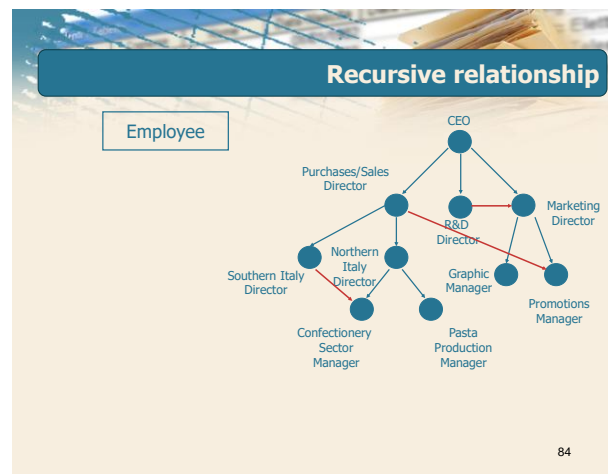 Recursive relationship
Employee
CEO
Purchases/Sales
Director
R&D
Director
Marketing
Director
Southern Italy
Director
Northern
Italy
Director
Graphic
Manager
Promotions
Manager
Confectionery
Sector
Manager
Pasta
Production
Manager
84